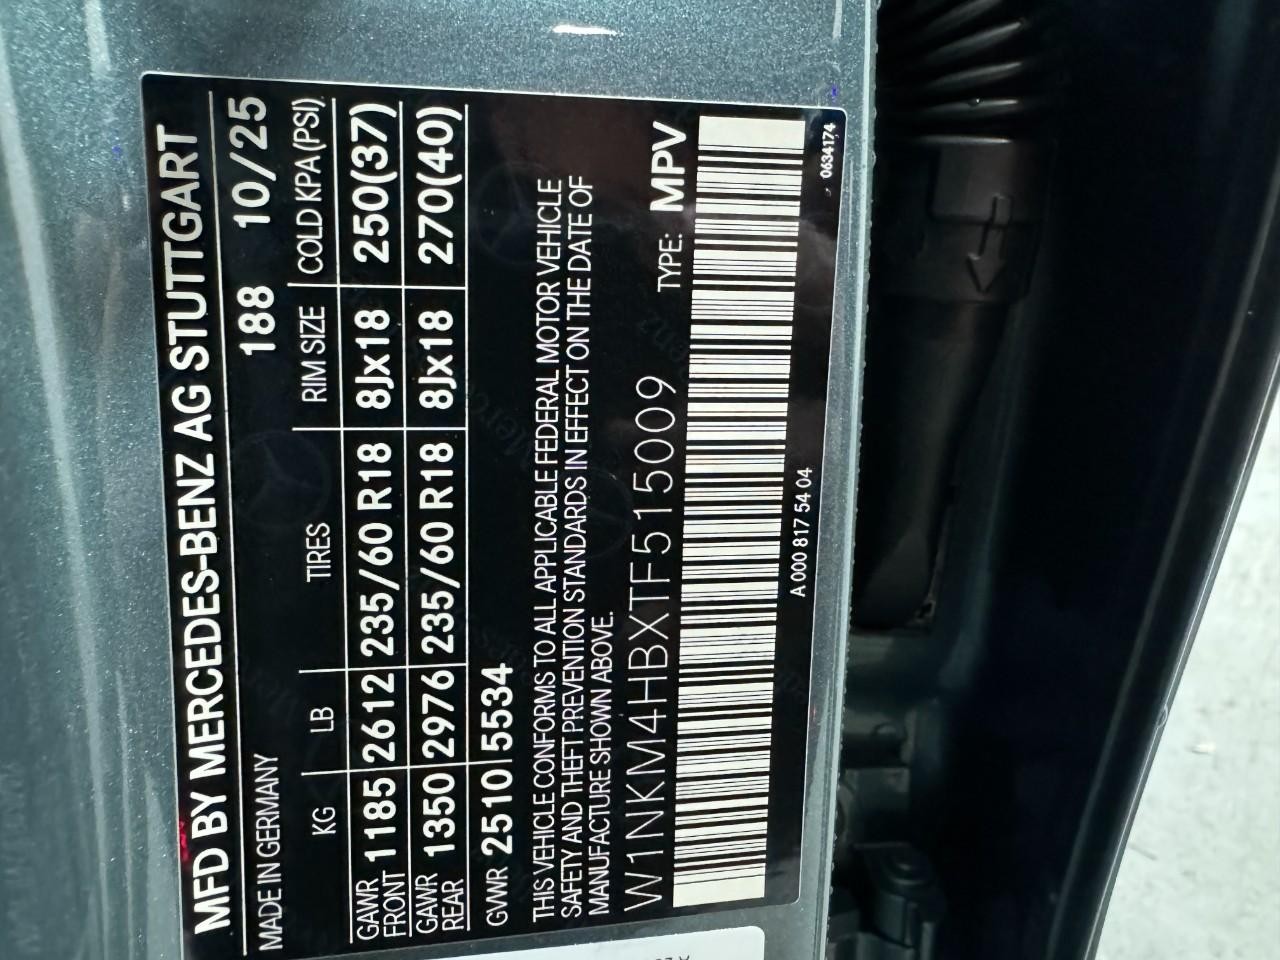 MFD BY MERCEDES-BENZ AG STUTTGART
MADE IN GERMANY 188 10/25
KG LB TIRES RIM SIZE COLD KPA(PSI)
GAWR FRONT 1185 2612 235/60 R18 8Jx18 250(37)
GAWR REAR 1350 2976 235/60 R18 8Jx18 270(40)
GVWR 2510 5534
THIS VEHICLE CONFORMS TO ALL APPLICABLE FEDERAL MOTOR VEHICLE
SAFETY AND THEFT PREVENTION STANDARDS IN EFFECT ON THE DATE OF
MANUFACTURE SHOWN ABOVE.
W1NKM4HBXTF515009 TYPE: MPV
A 000 817 54 04 0634174